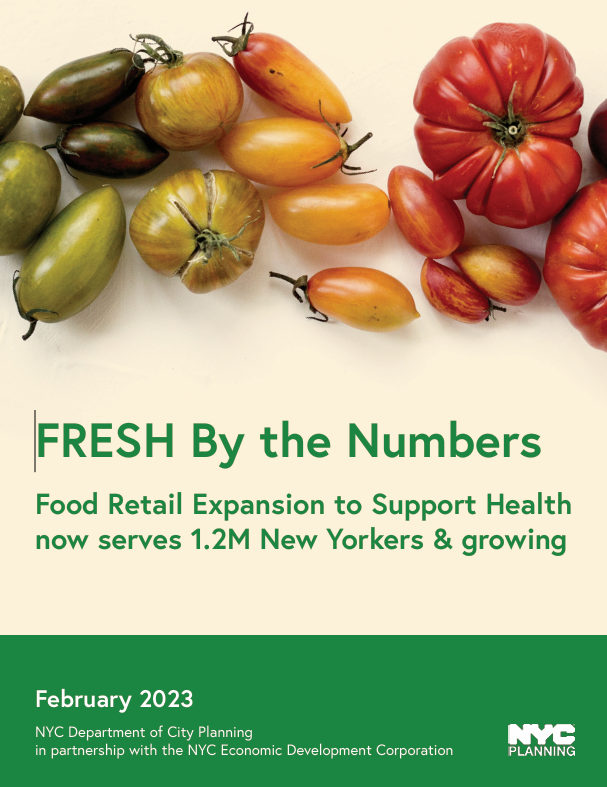 FRESH By the Numbers
Food Retail Expansion to Support Health
now serves 1.2M New Yorkers & growing
February 2023
NYC Department of City Planning
in partnership with the NYC Economic Development Corporation
NYC
PLANNING